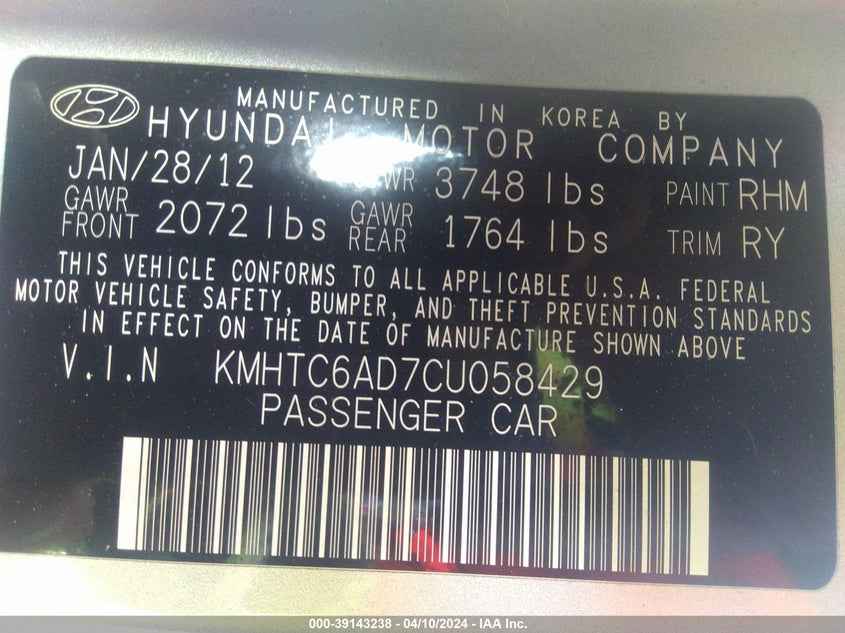 MANUFACTURED IN KOREA BY
HYUNDAI MOTOR COMPANY
JAN/28/12 3748 lbs PAINT RHM
GAWR FRONT 2072 lbs GAWR REAR 1764 lbs TRIM RY
THIS VEHICLE CONFORMS TO ALL APPLICABLE U.S.A. FEDERAL
MOTOR VEHICLE SAFETY, BUMPER, AND THEFT PREVENTION STANDARDS
IN EFFECT ON THE DATE OF MANUFACTURE SHOWN ABOVE
V.I.N KMHTC6AD7CU058429
PASSENGER CAR
000-39143238 - 04/10/2024 - IAA Inc.